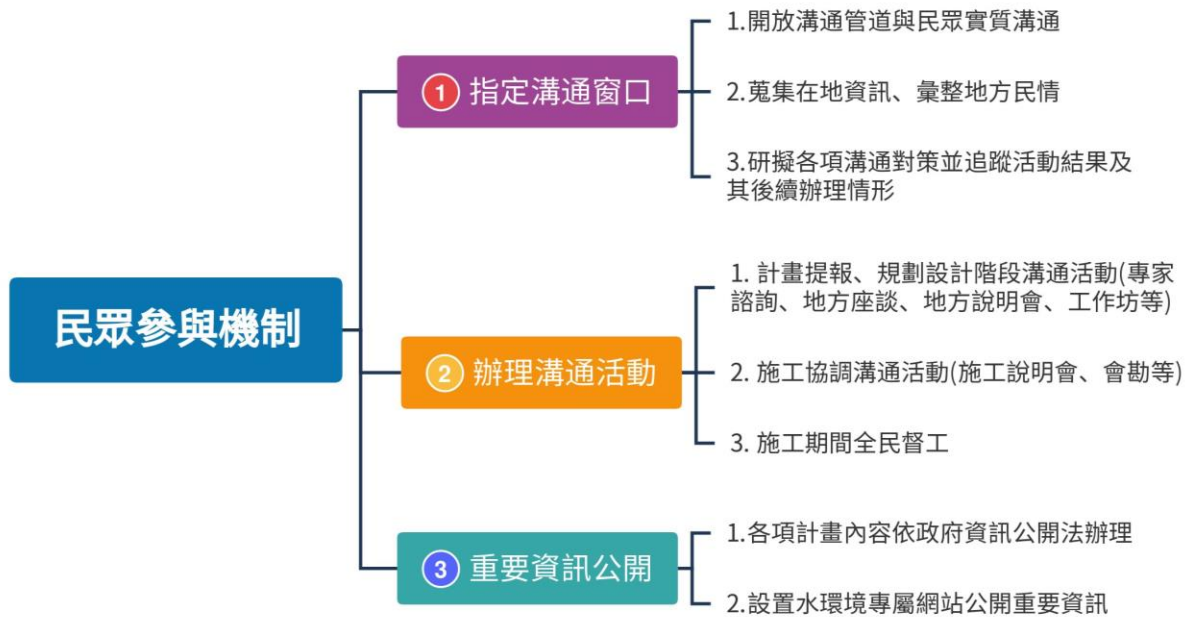 民眾參與機制
1 指定溝通窗口
1.開放溝通管道與民眾實質溝通
2.蒐集在地資訊、彙整地方民情
3.研擬各項溝通對策並追蹤活動結果及
其後續辦理情形
2 辦理溝通活動
1. 計畫提報、規劃設計階段溝通活動(專家
諮詢、地方座談、地方說明會、工作坊等)
2. 施工協調溝通活動(施工說明會、會勘等)
3. 施工期間全民督工
3 重要資訊公開
1.各項計畫內容依政府資訊公開法辦理
2.設置水環境專屬網站公開重要資訊